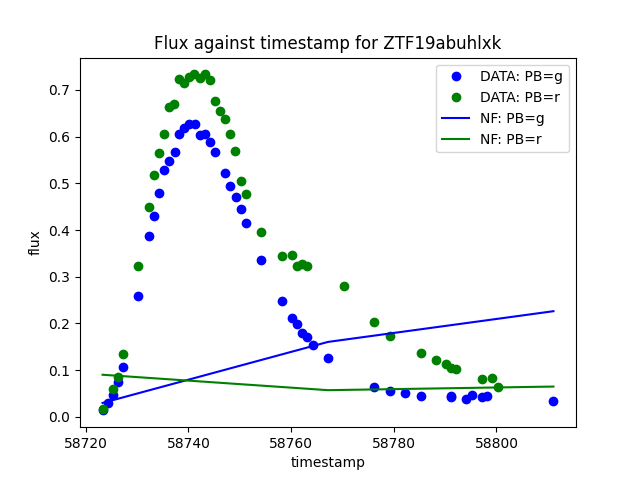 Flux against timestamp for ZTF19abuhlxk
DATA: PB=g
DATA: PB=r
NF: PB=g
NF: PB=r
0.7
0.6
0.5
0.4
0.3
0.2
0.1
0.0
flux
58720 58740 58760 58780 58800
timestamp